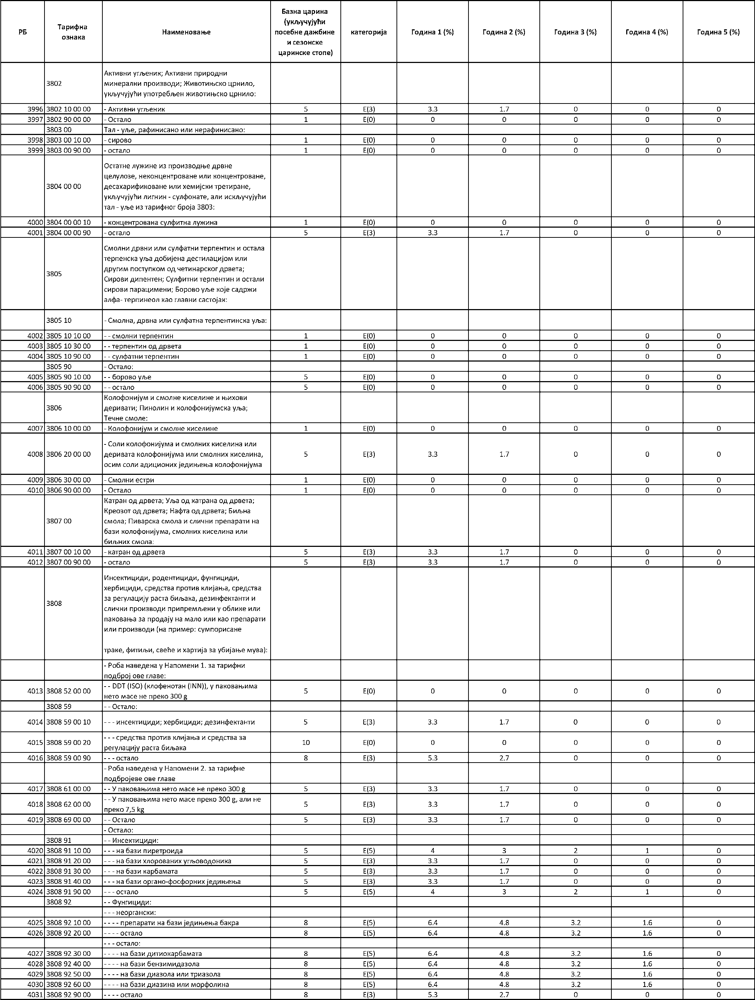 РБ Тарифна ознака Наименовање Базна царина (укључујући посебне дажбине и сезонске царинске стопе) категорија Година 1 (%) Година 2 (%) Година 3 (%) Година 4 (%) Година 5 (%)
3802 Активни угљеник; Активни природни
минерални производи; Животињско црнило,
укључујући употребљен животињско црнило:
3996 3802 10 00 00 - Активни угљеник 5 E(3) 3.3 1.7 0 0 0
3997 3802 90 00 00 - Остало 1 E(0) 0 0 0 0 0
3803 00 Тал - уље, рафинисано или нерафинисано:
3998 3803 00 10 00 - сирово 1 E(0) 0 0 0 0 0
3999 3803 00 90 00 - остало 1 E(0) 0 0 0 0 0
3804 00 00 Остатне лужине из производње дрвне
целулозе, неконцентроване или концентроване,
десахарификоване или хемијски третиране,
укључујући лигнин - сулфонате, али искључујући
тал - уље из тарифног броја 3803:
4000 3804 00 00 10 - концентрована сулфитна лужина 1 E(0) 0 0 0 0 0
4001 3804 00 00 90 - остало 5 E(3) 3.3 1.7 0 0 0
3805 Смолни дрвни или сулфатни терпентин и остала
терпенска уља добијена дестилацијом или
другим поступком од четинарског дрвета;
Сирови дипентен; Сулфитни терпентин и остали
сирови парацимени; Борово уље које садржи
алфа- терпинеол као главни састојак:
3805 10 - Смолна, дрвна или сулфатна терпентинска уља:
4002 3805 10 10 00 - - смолни терпентин 1 E(0) 0 0 0 0 0
4003 3805 10 30 00 - - терпентин од дрвета 1 E(0) 0 0 0 0 0
4004 3805 10 90 00 - - сулфатни терпентин 1 E(0) 0 0 0 0 0
3805 90 - Остало:
4005 3805 90 10 00 - - борово уље 5 E(0) 0 0 0 0 0
4006 3805 90 90 00 - - остало 5 E(0) 0 0 0 0 0
3806 Колофонијум и смолне киселине и њихови
деривати; Пинолин и колофонијумска уља;
Течне смоле:
4007 3806 10 00 00 - Колофонијум и смолне киселине 1 E(0) 0 0 0 0 0
4008 3806 20 00 00 - Соли колофонијума и смолних киселина или
деривата колофонијума или смолних киселина,
осим соли адиционих једињења колофонијума 5 E(3) 3.3 1.7 0 0 0
4009 3806 30 00 00 - Смолни естри 1 E(0) 0 0 0 0 0
4010 3806 90 00 00 - Остало 1 E(0) 0 0 0 0 0
3807 00 Катран од дрвета; Уља од катрана од дрвета;
Креозот од дрвета; Нафта од дрвета; Биљна
смола; Пиварска смола и слични препарати на
бази колофонијума, смолних киселина или
биљних смола:
4011 3807 00 10 00 - катран од дрвета 5 E(3) 3.3 1.7 0 0 0
4012 3807 00 90 00 - остало 5 E(3) 3.3 1.7 0 0 0
3808 Инсектициди, родентициди, фунгициди,
хербициди, средства против клијања, средства
за регулацију раста биљака, дезинфектанти и
слични производи припремљени у облике или
паковања за продају на мало или као препарати
или производи (на пример: сумпорисане
траке, фитиљи, свеће и хартија за убијање мува):
- Роба наведена у Напомени 1. за тарифни
подброј ове главе:
4013 3808 52 00 00 - - DDT (ISO) (клофенотан (INN)), у паковањима
нето масе не преко 300 g 5 E(0) 0 0 0 0 0
3808 59 - - Остало:
4014 3808 59 00 10 - - - инсектициди; хербициди; дезинфектанти 5 E(3) 3.3 1.7 0 0 0
4015 3808 59 00 20 - - - средства против клијања и средства за
регулацију раста биљака 10 E(0) 0 0 0 0 0
4016 3808 59 00 90 - - - остало 8 E(3) 5.3 2.7 0 0 0
- Роба наведена у Напомени 2. за тарифне
подбројеве ове главе
4017 3808 61 00 00 - - У паковањима нето масе не преко 300 g 5 E(3) 3.3 1.7 0 0 0
4018 3808 62 00 00 - - У паковањима нето масе преко 300 g, али не
преко 7,5 kg 5 E(3) 3.3 1.7 0 0 0
4019 3808 69 00 00 - - Остало 5 E(3) 3.3 1.7 0 0 0
- Остало:
3808 91 - - Инсектициди:
4020 3808 91 10 00 - - - на бази пиретроида 5 E(5) 4 3 2 1 0
4021 3808 91 20 00 - - - на бази хлорованих угљоводоника 5 E(3) 3.3 1.7 0 0 0
4022 3808 91 30 00 - - - на бази карбамата 5 E(3) 3.3 1.7 0 0 0
4023 3808 91 40 00 - - - на бази органо-фосфорних једињења 5 E(3) 3.3 1.7 0 0 0
4024 3808 91 90 00 - - - остало 5 E(5) 4 3 2 1 0
3808 92 - - Фунгициди:
- - - неоргански:
4025 3808 92 10 00 - - - - препарати на бази једињења бакра 8 E(5) 6.4 4.8 3.2 1.6 0
4026 3808 92 20 00 - - - - остало 8 E(5) 6.4 4.8 3.2 1.6 0
- - - остало:
4027 3808 92 30 00 - - - - на бази дитиокарбамата 8 E(5) 6.4 4.8 3.2 1.6 0
4028 3808 92 40 00 - - - - на бази бензимидазола 8 E(5) 6.4 4.8 3.2 1.6 0
4029 3808 92 50 00 - - - - на бази диазола или триазола 8 E(5) 6.4 4.8 3.2 1.6 0
4030 3808 92 60 00 - - - - на бази диазина или морфолина 8 E(5) 6.4 4.8 3.2 1.6 0
4031 3808 92 90 00 - - - - остало 8 E(3) 5.3 2.7 0 0 0